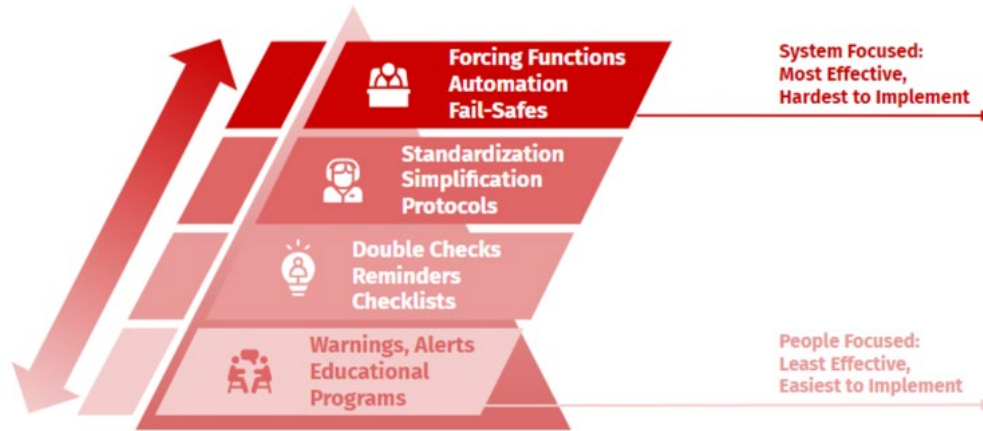 Forcing Functions
Automation
Fail-Safes
System Focused:
Most Effective,
Hardest to Implement
Standardization
Simplification
Protocols
Double Checks
Reminders
Checklists
Warnings, Alerts
Educational
Programs
People Focused:
Least Effective,
Easiest to Implement